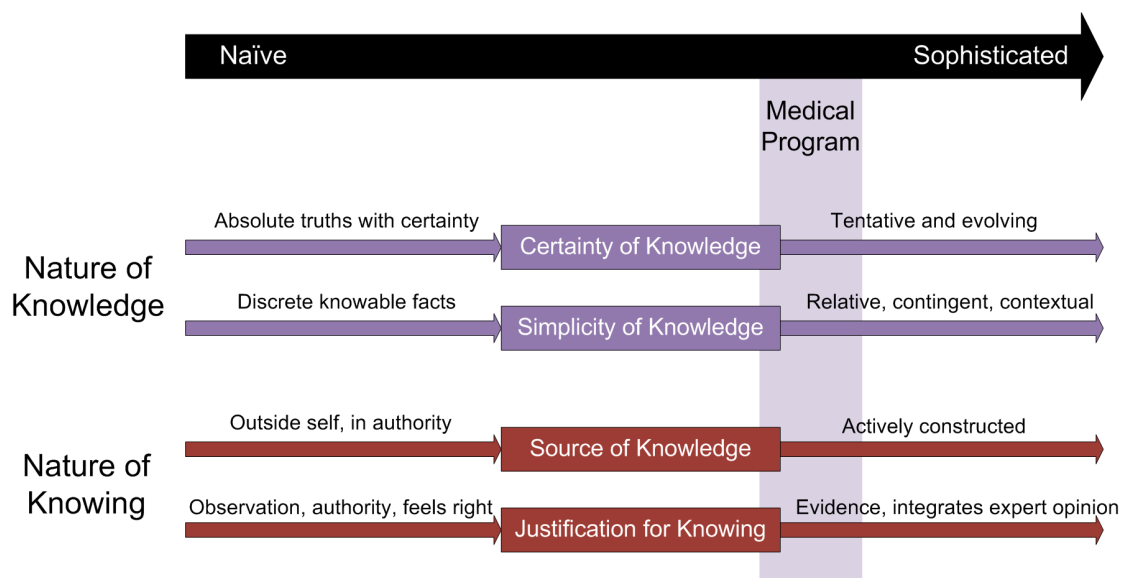 Naïve
Sophisticated
Medical
Program
Nature of
Knowledge
Absolute truths with certainty
Certainty of Knowledge
Tentative and evolving
Discrete knowable facts
Simplicity of Knowledge
Relative, contingent, contextual
Nature of
Knowing
Outside self, in authority
Source of Knowledge
Actively constructed
Observation, authority, feels right
Justification for Knowing
Evidence, integrates expert opinion